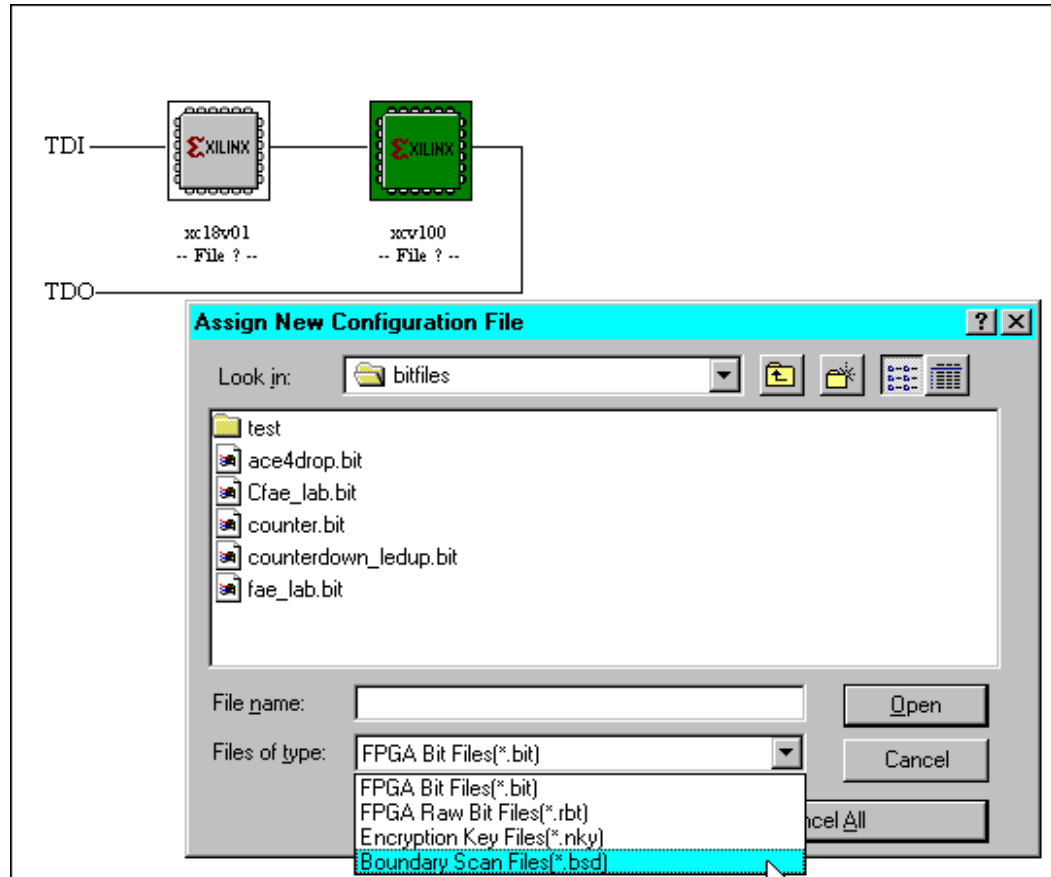 TDI
ΣXILINX
ΣXILINX
xc18v01
-- File ? --
xcv100
-- File ? --
TDO
Assign New Configuration File
Look in:
bitfiles
test
ace4drop.bit
Cfae_lab.bit
counter.bit
counterdown_ledup.bit
fae_lab.bit
File name:
Open
Files of type:
FPGA Bit Files(*.bit)
Cancel
FPGA Bit Files(*.bit)
FPGA Raw Bit Files(*.rbt)
Encryption Key Files(*.nky)
Boundary Scan Files(*.bsd)
ncel All